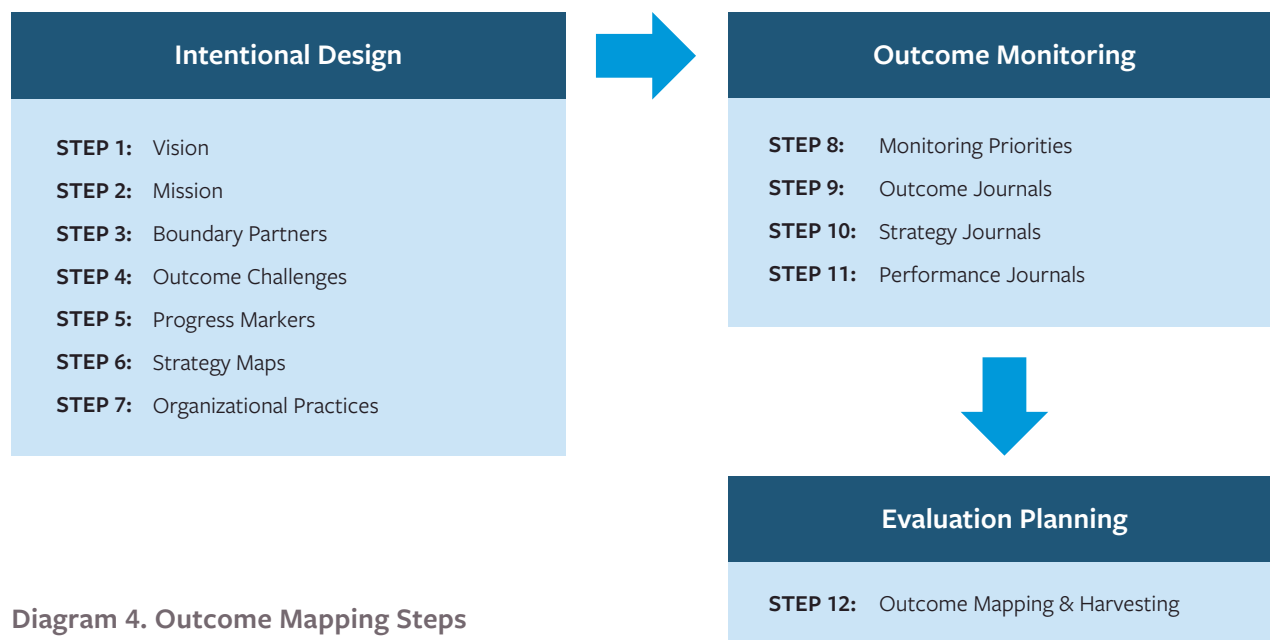 Intentional Design
STEP 1: Vision
STEP 2: Mission
STEP 3: Boundary Partners
STEP 4: Outcome Challenges
STEP 5: Progress Markers
STEP 6: Strategy Maps
STEP 7: Organizational Practices
Outcome Monitoring
STEP 8: Monitoring Priorities
STEP 9: Outcome Journals
STEP 10: Strategy Journals
STEP 11: Performance Journals
Evaluation Planning
STEP 12: Outcome Mapping & Harvesting
Diagram 4. Outcome Mapping Steps